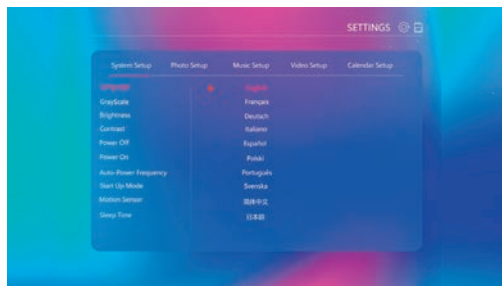 SETTINGS
System Setup Photo Setup Music Setup Video Setup Calendar Setup
Language English
GrayScale Français
Brightness Deutsch
Contrast Italiano
Power Off Español
Power On Polski
Auto-Power Frequency Português
Start Up Mode Svenska
Motion Sensor 简体中文
Sleep Time 日本語